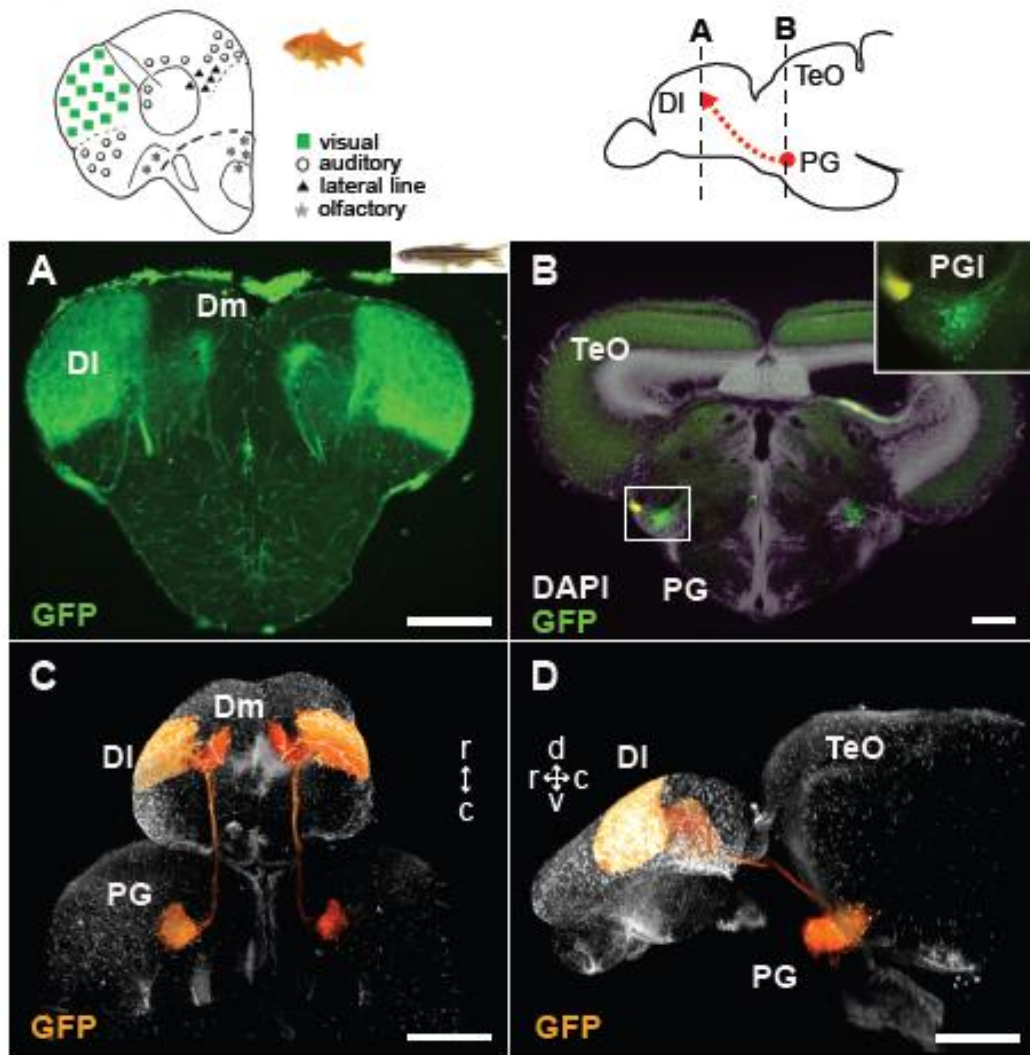 visual
auditory
lateral line
olfactory
A
B
TeO
Dl
PG
A
Dm
Dl
GFP
B
PGl
TeO
DAPI
PG
GFP
C
Dm
Dl
r
c
PG
GFP
D
TeO
Dl
d
r c
v
PG
GFP